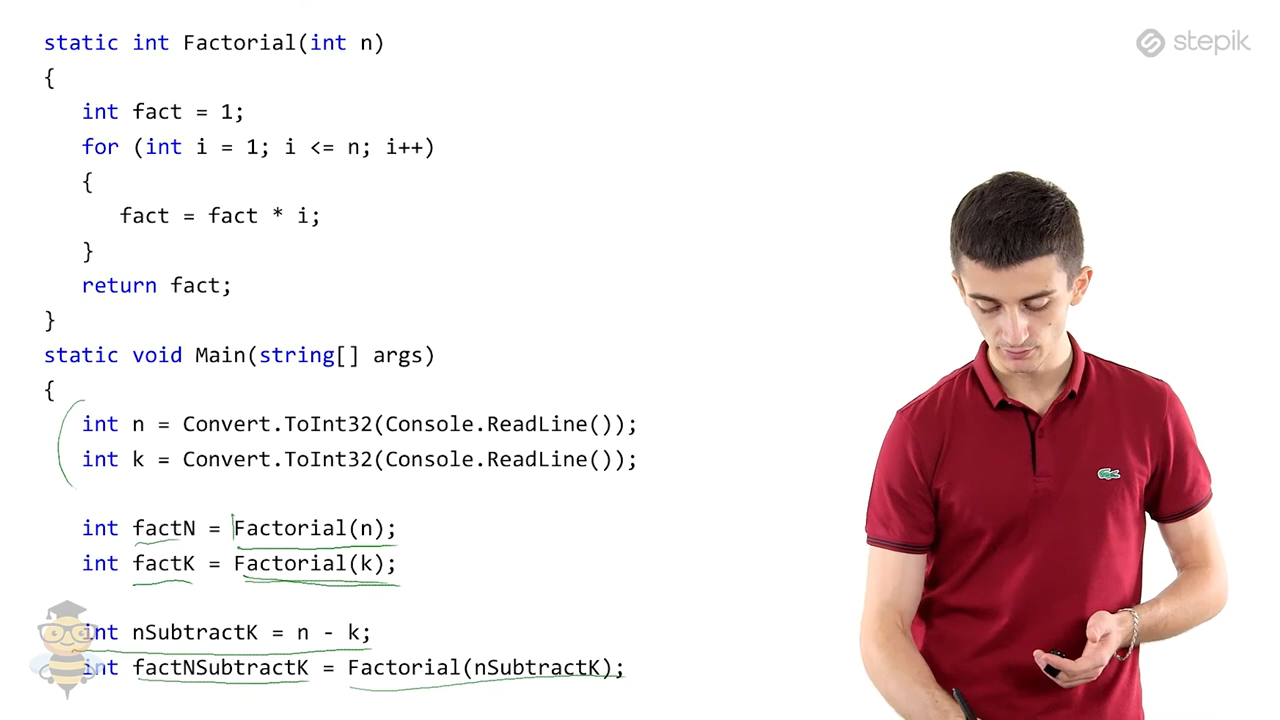 static int Factorial(int n)
{
int fact = 1;
for (int i = 1; i <= n; i++)
{
fact = fact * i;
}
return fact;
}
static void Main(string[] args)
{
int n = Convert.ToInt32(Console.ReadLine());
int k = Convert.ToInt32(Console.ReadLine());
int factN = Factorial(n);
int factK = Factorial(k);
int nSubtractK = n - k;
int factNSubtractK = Factorial(nSubtractK);
stepik